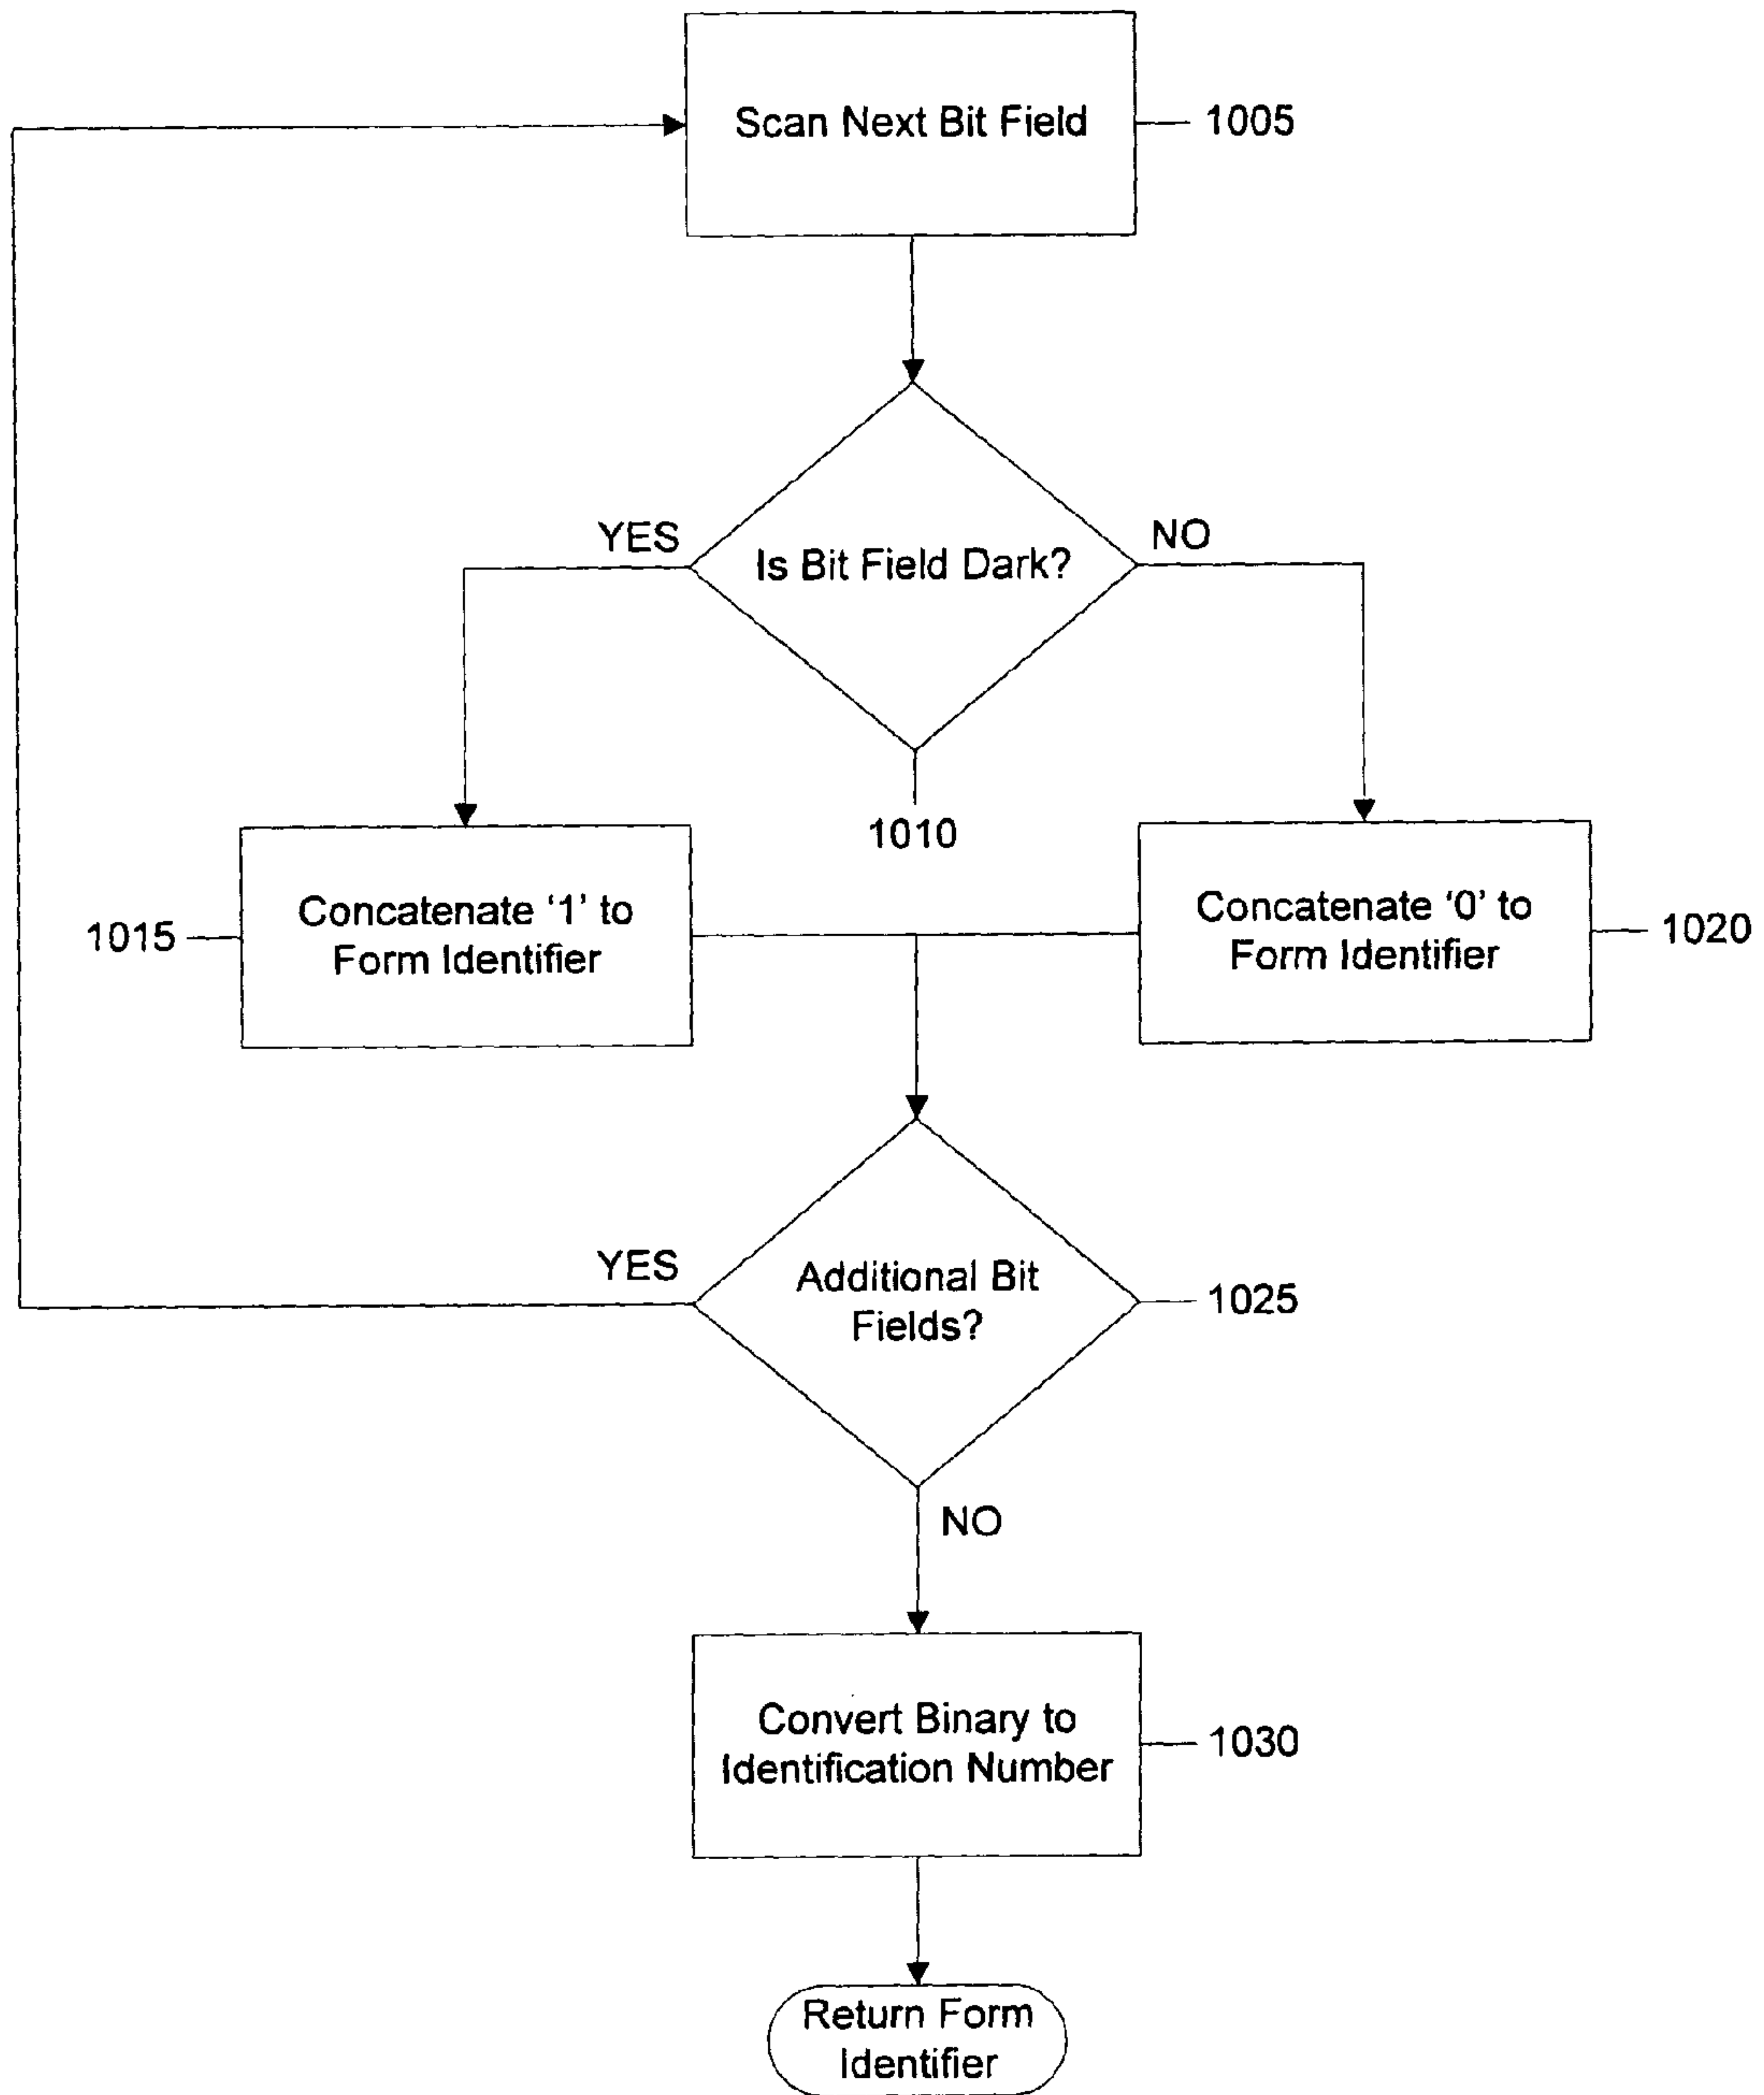 Scan Next Bit Field
1005
YES
NO
Is Bit Field Dark?
1010
Concatenate ‘1’ to
Form Identifier
1015
Concatenate ‘0’ to
Form Identifier
1020
YES
Additional Bit
Fields?
1025
NO
Convert Binary to
Identification Number
1030
Return Form
Identifier